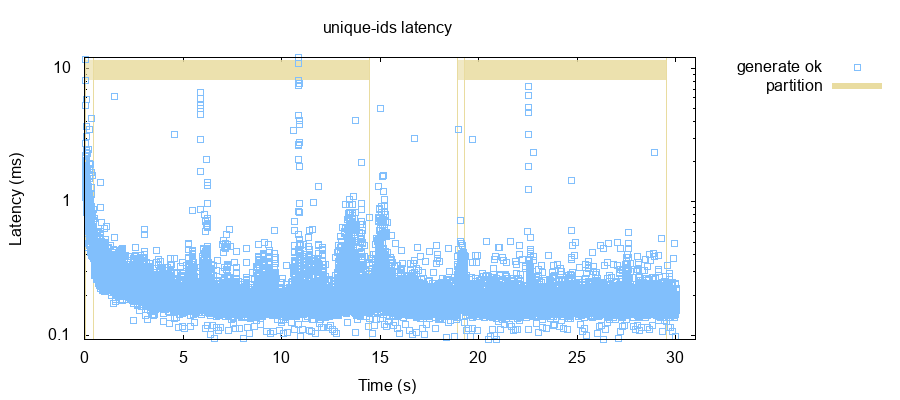 unique-ids latency
generate ok
partition
Latency (ms)
10
1
0.1
0 5 10 15 20 25 30
Time (s)